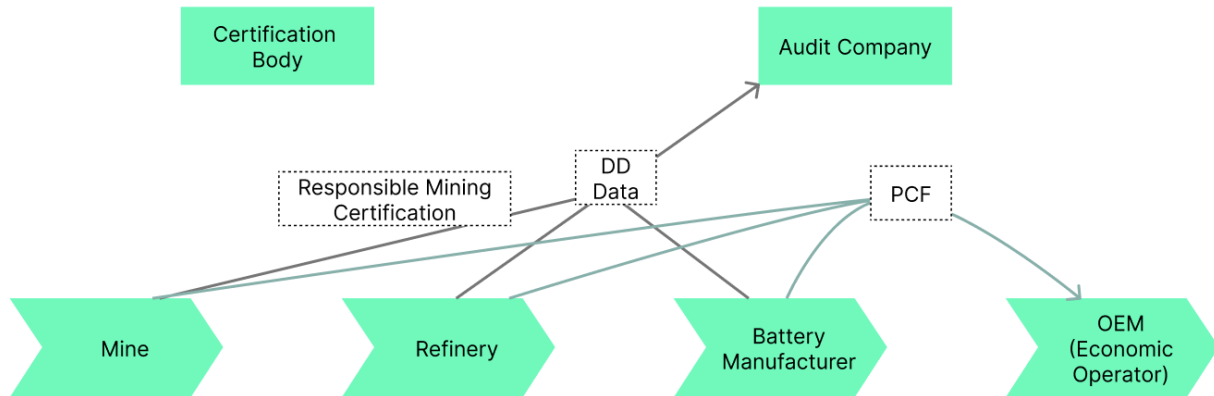 Certification
Body
Audit Company
DD
Data
Responsible Mining
Certification
PCF
Mine
Refinery
Battery
Manufacturer
OEM
(Economic
Operator)